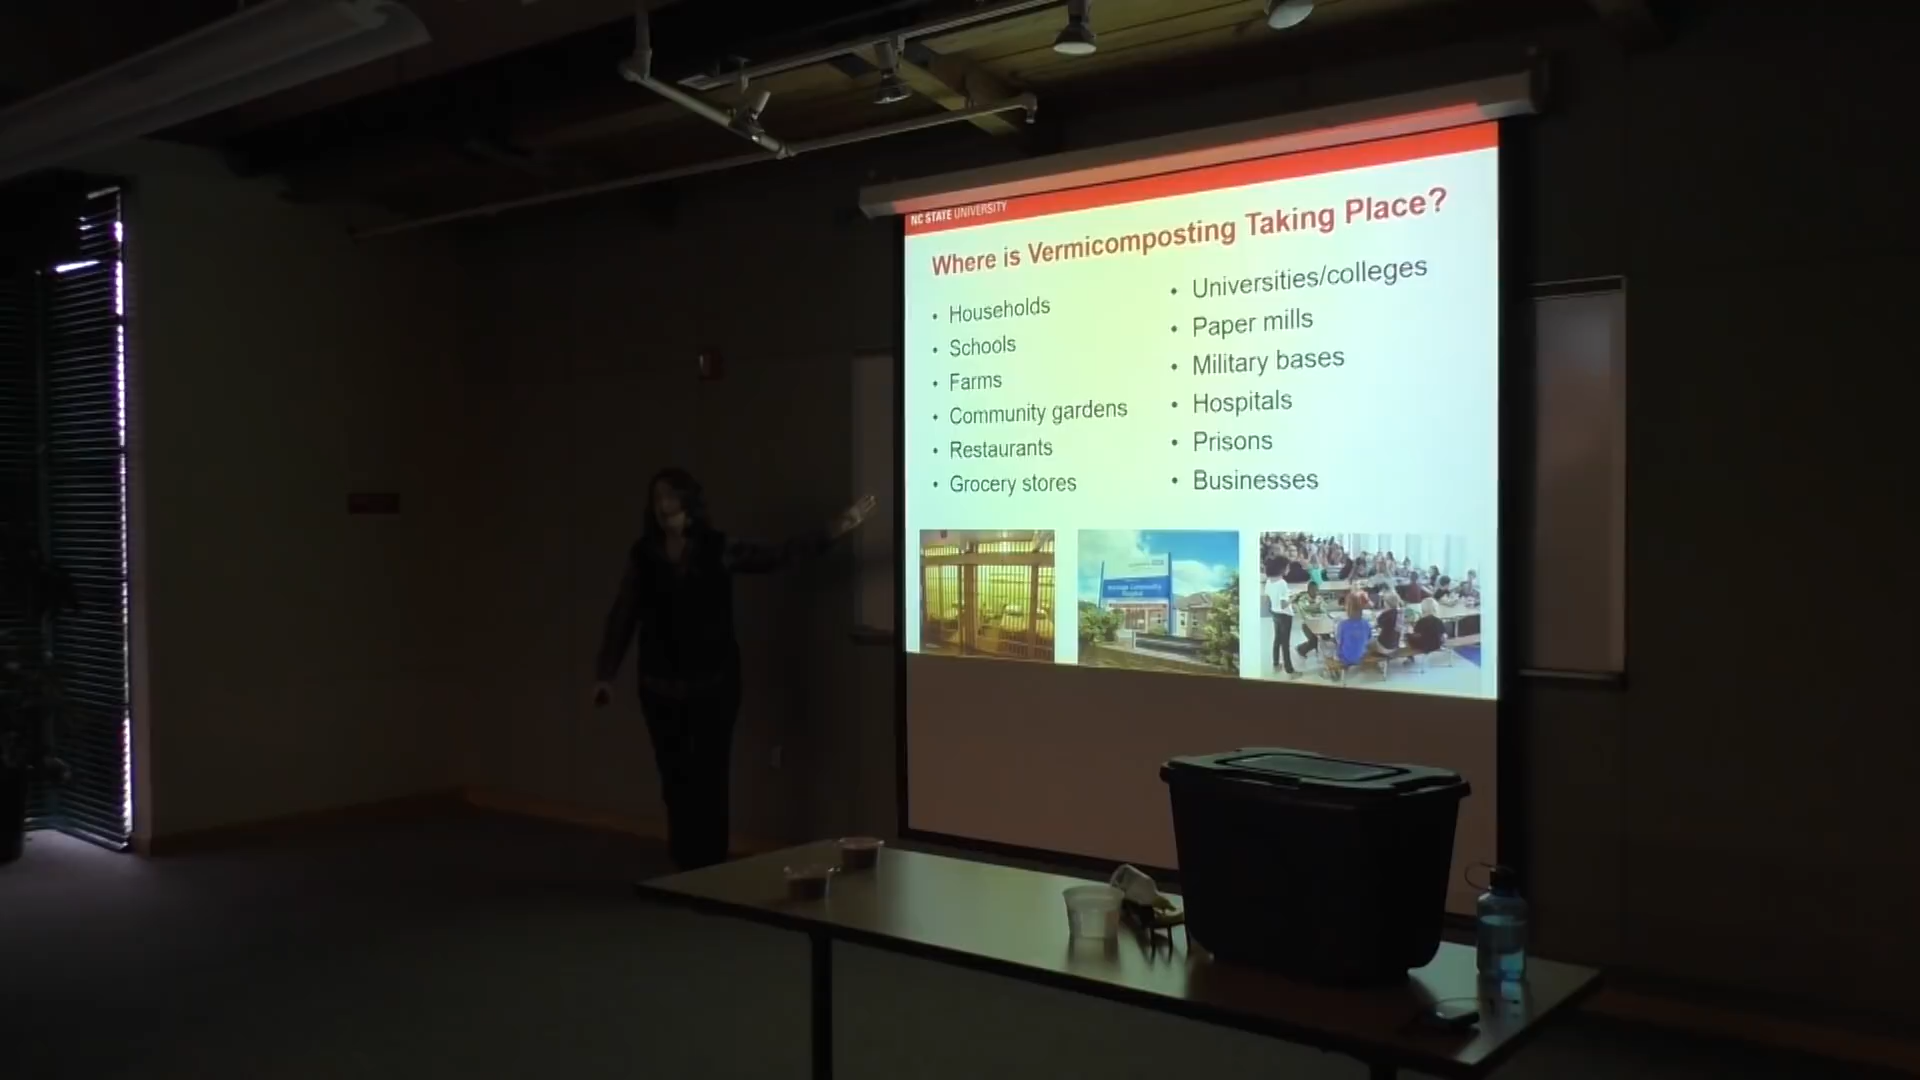 NC STATE UNIVERSITY
Where is Vermicomposting Taking Place?
• Households
• Schools
• Farms
• Community gardens
• Restaurants
• Grocery stores
• Universities/colleges
• Paper mills
• Military bases
• Hospitals
• Prisons
• Businesses